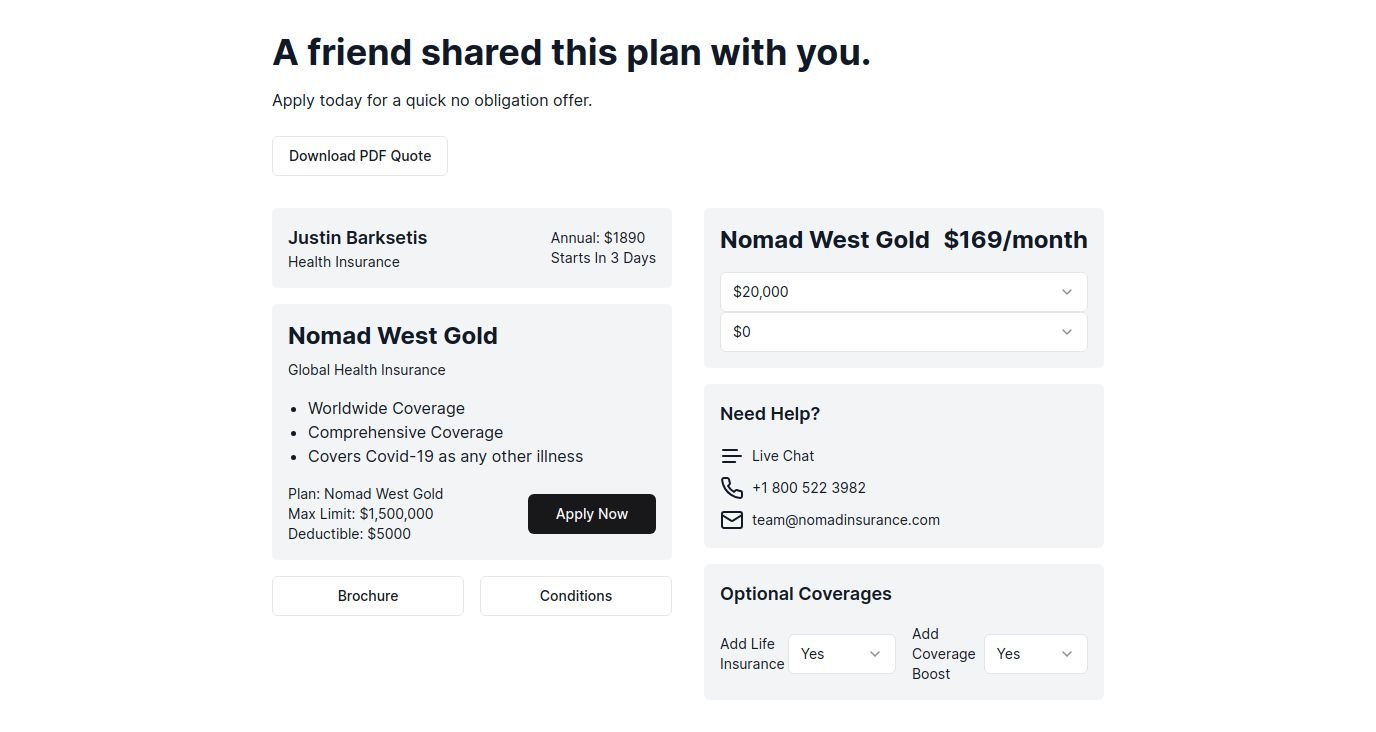 A friend shared this plan with you.
Apply today for a quick no obligation offer.
Download PDF Quote
Justin Barksetis
Health Insurance
Annual: $1890
Starts In 3 Days
Nomad West Gold
Global Health Insurance
• Worldwide Coverage
• Comprehensive Coverage
• Covers Covid-19 as any other illness
Plan: Nomad West Gold
Max Limit: $1,500,000
Deductible: $5000
Apply Now
Brochure
Conditions
Nomad West Gold $169/month
$20,000
$0
Need Help?
Live Chat
+1 800 522 3982
team@nomadinsurance.com
Optional Coverages
Add Life
Insurance
Yes
Add
Coverage
Boost
Yes